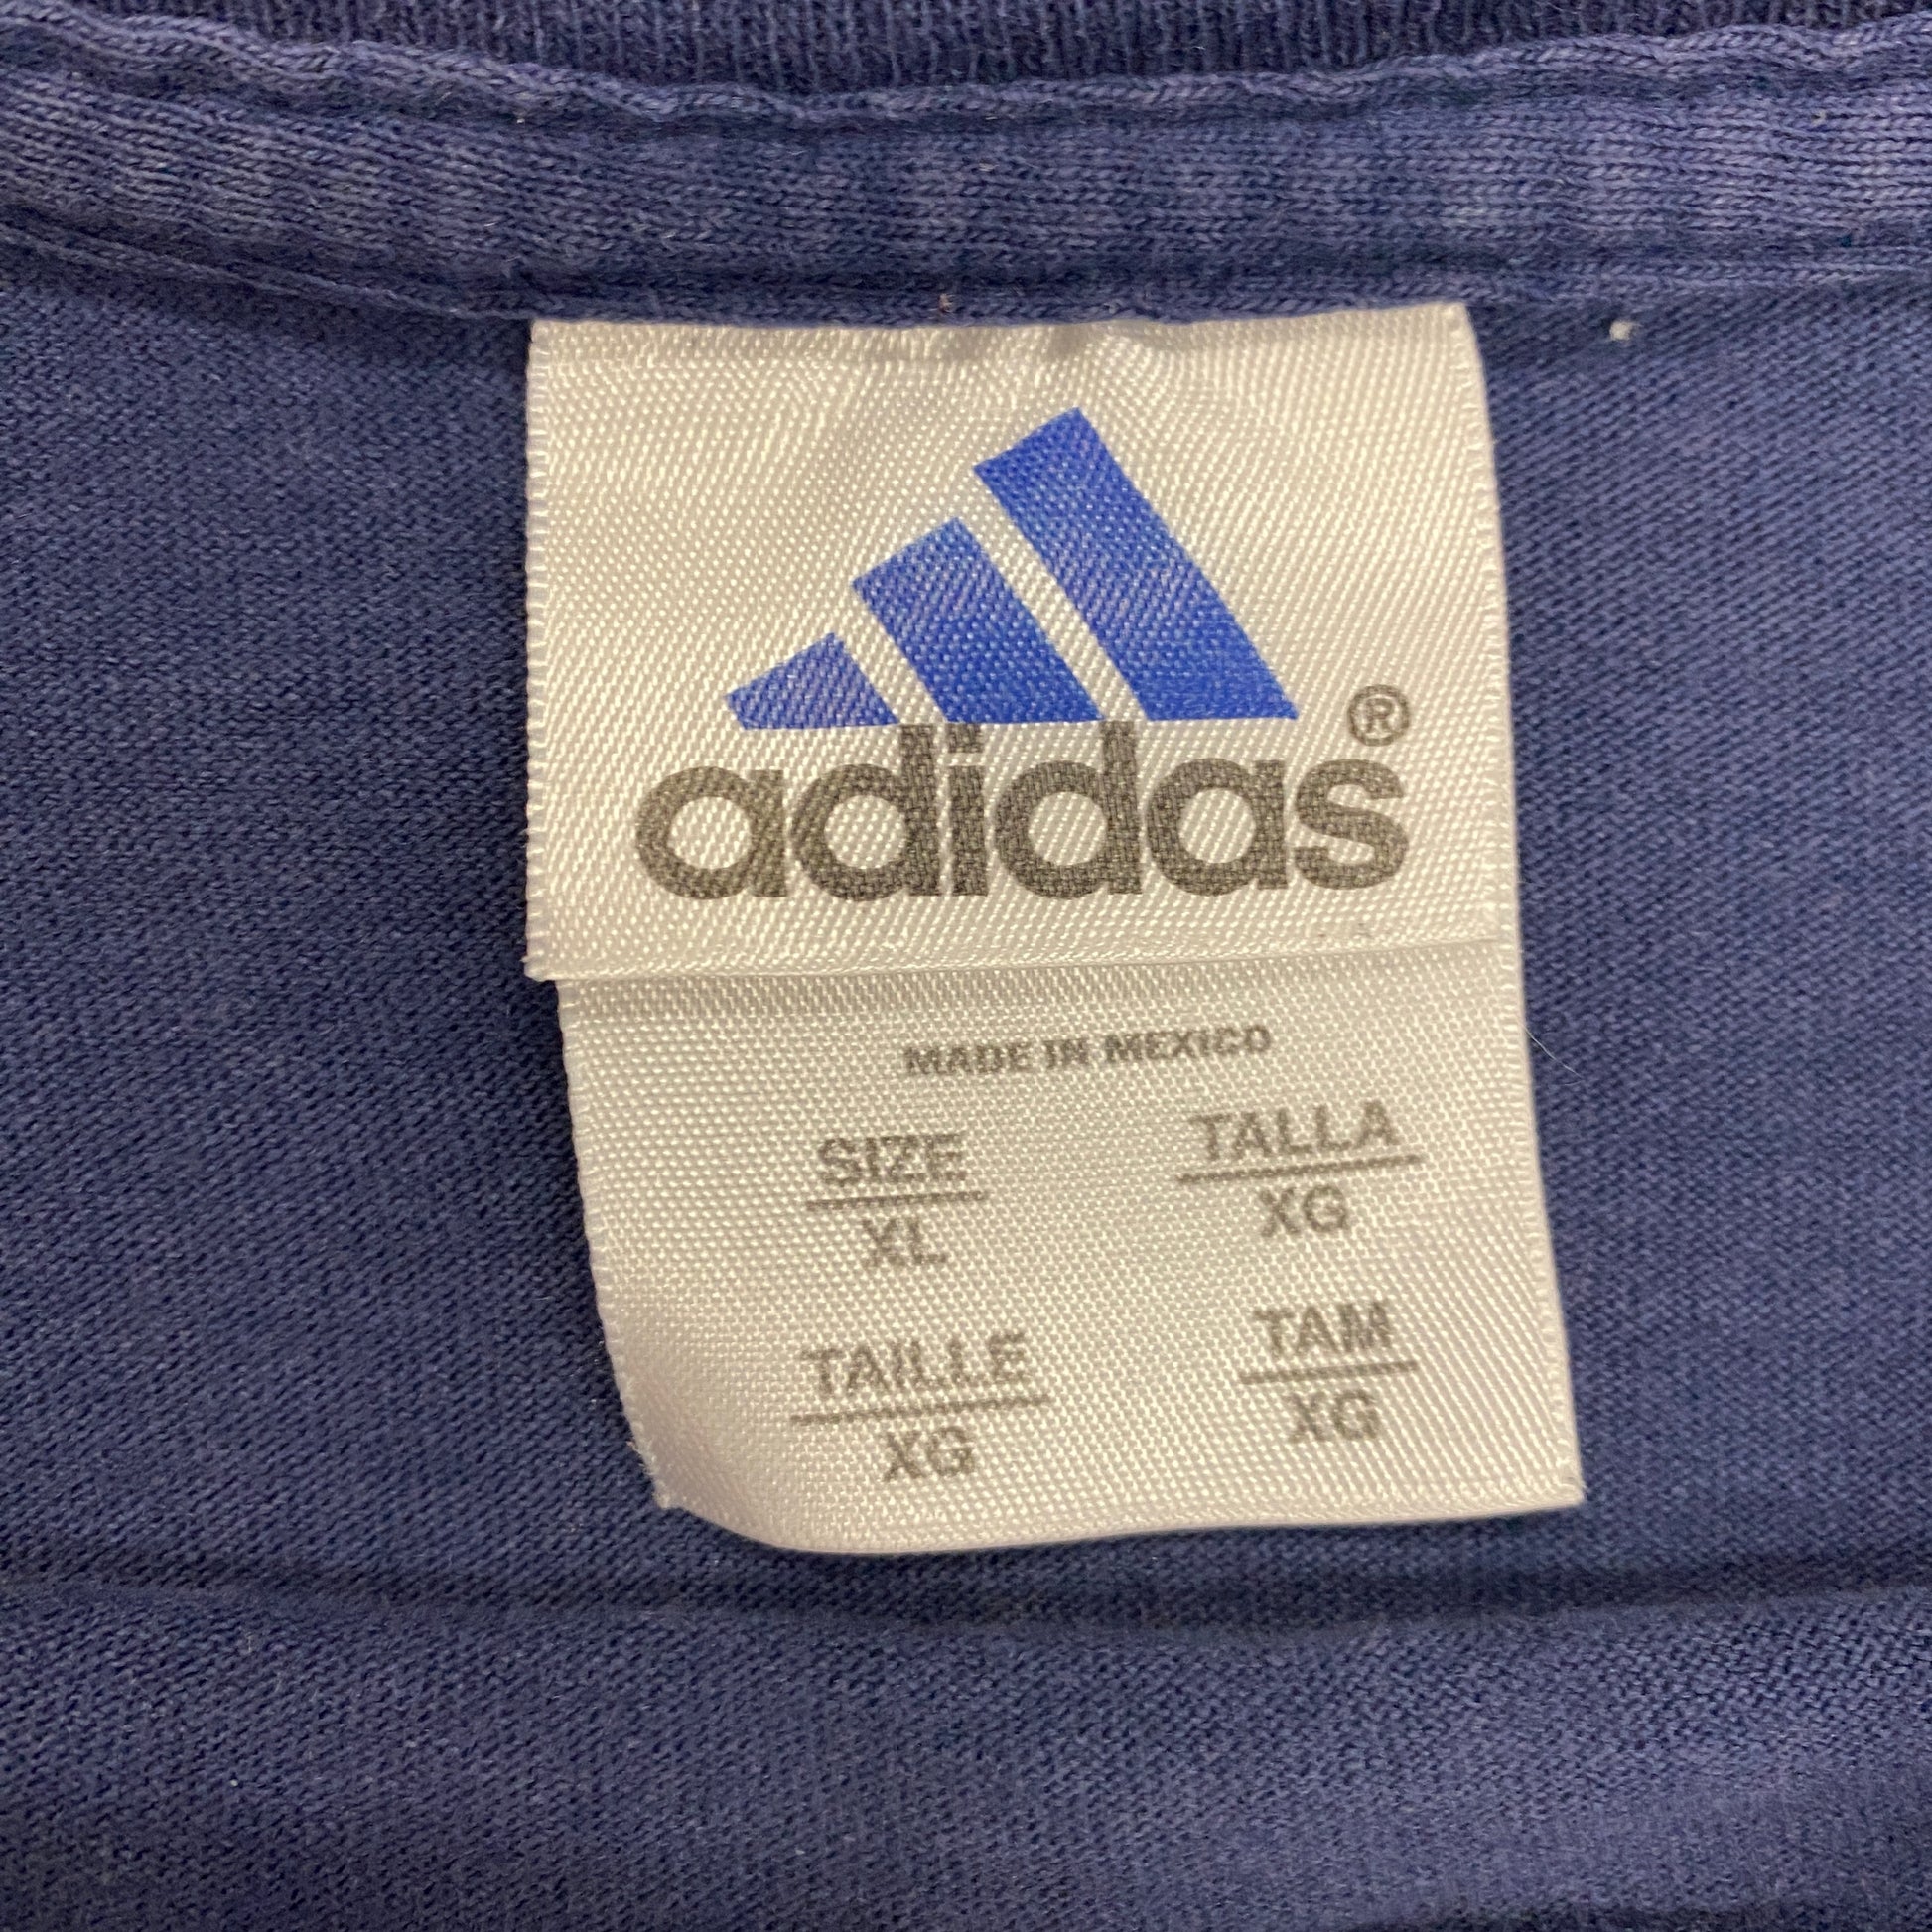 adidas®
MADE IN MEXICO
SIZE TALLA
XL XG
TAILLE TAM
XG XG